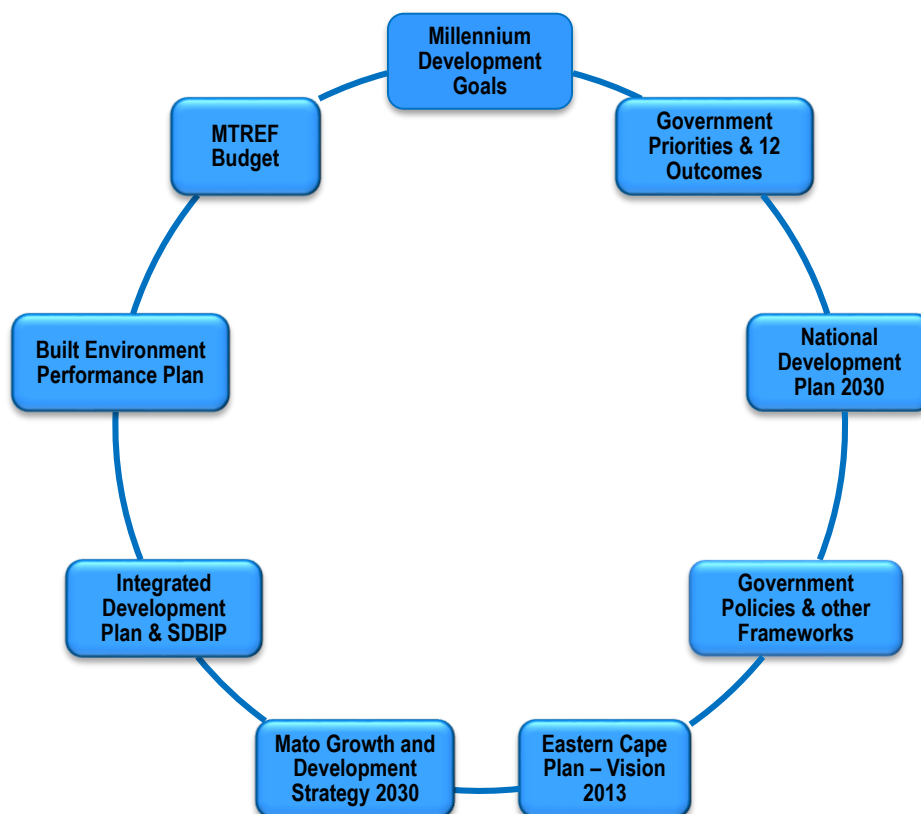 Millennium
Development
Goals
Government
Priorities & 12
Outcomes
National
Development
Plan 2030
Government
Policies & other
Frameworks
Eastern Cape
Plan – Vision
2013
Mato Growth and
Development
Strategy 2030
Integrated
Development
Plan & SDBIP
Built Environment
Performance Plan
MTREF
Budget